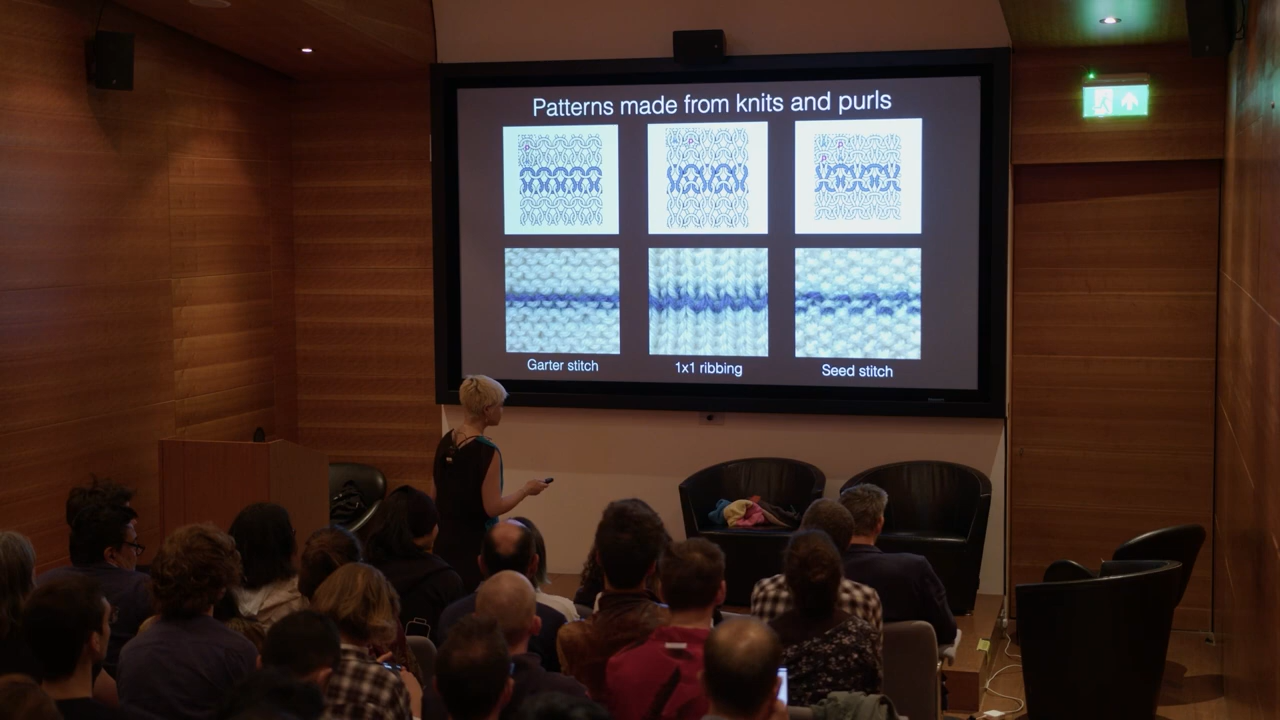 Patterns made from knits and purls
P
P
P
P
Garter stitch
1x1 ribbing
Seed stitch